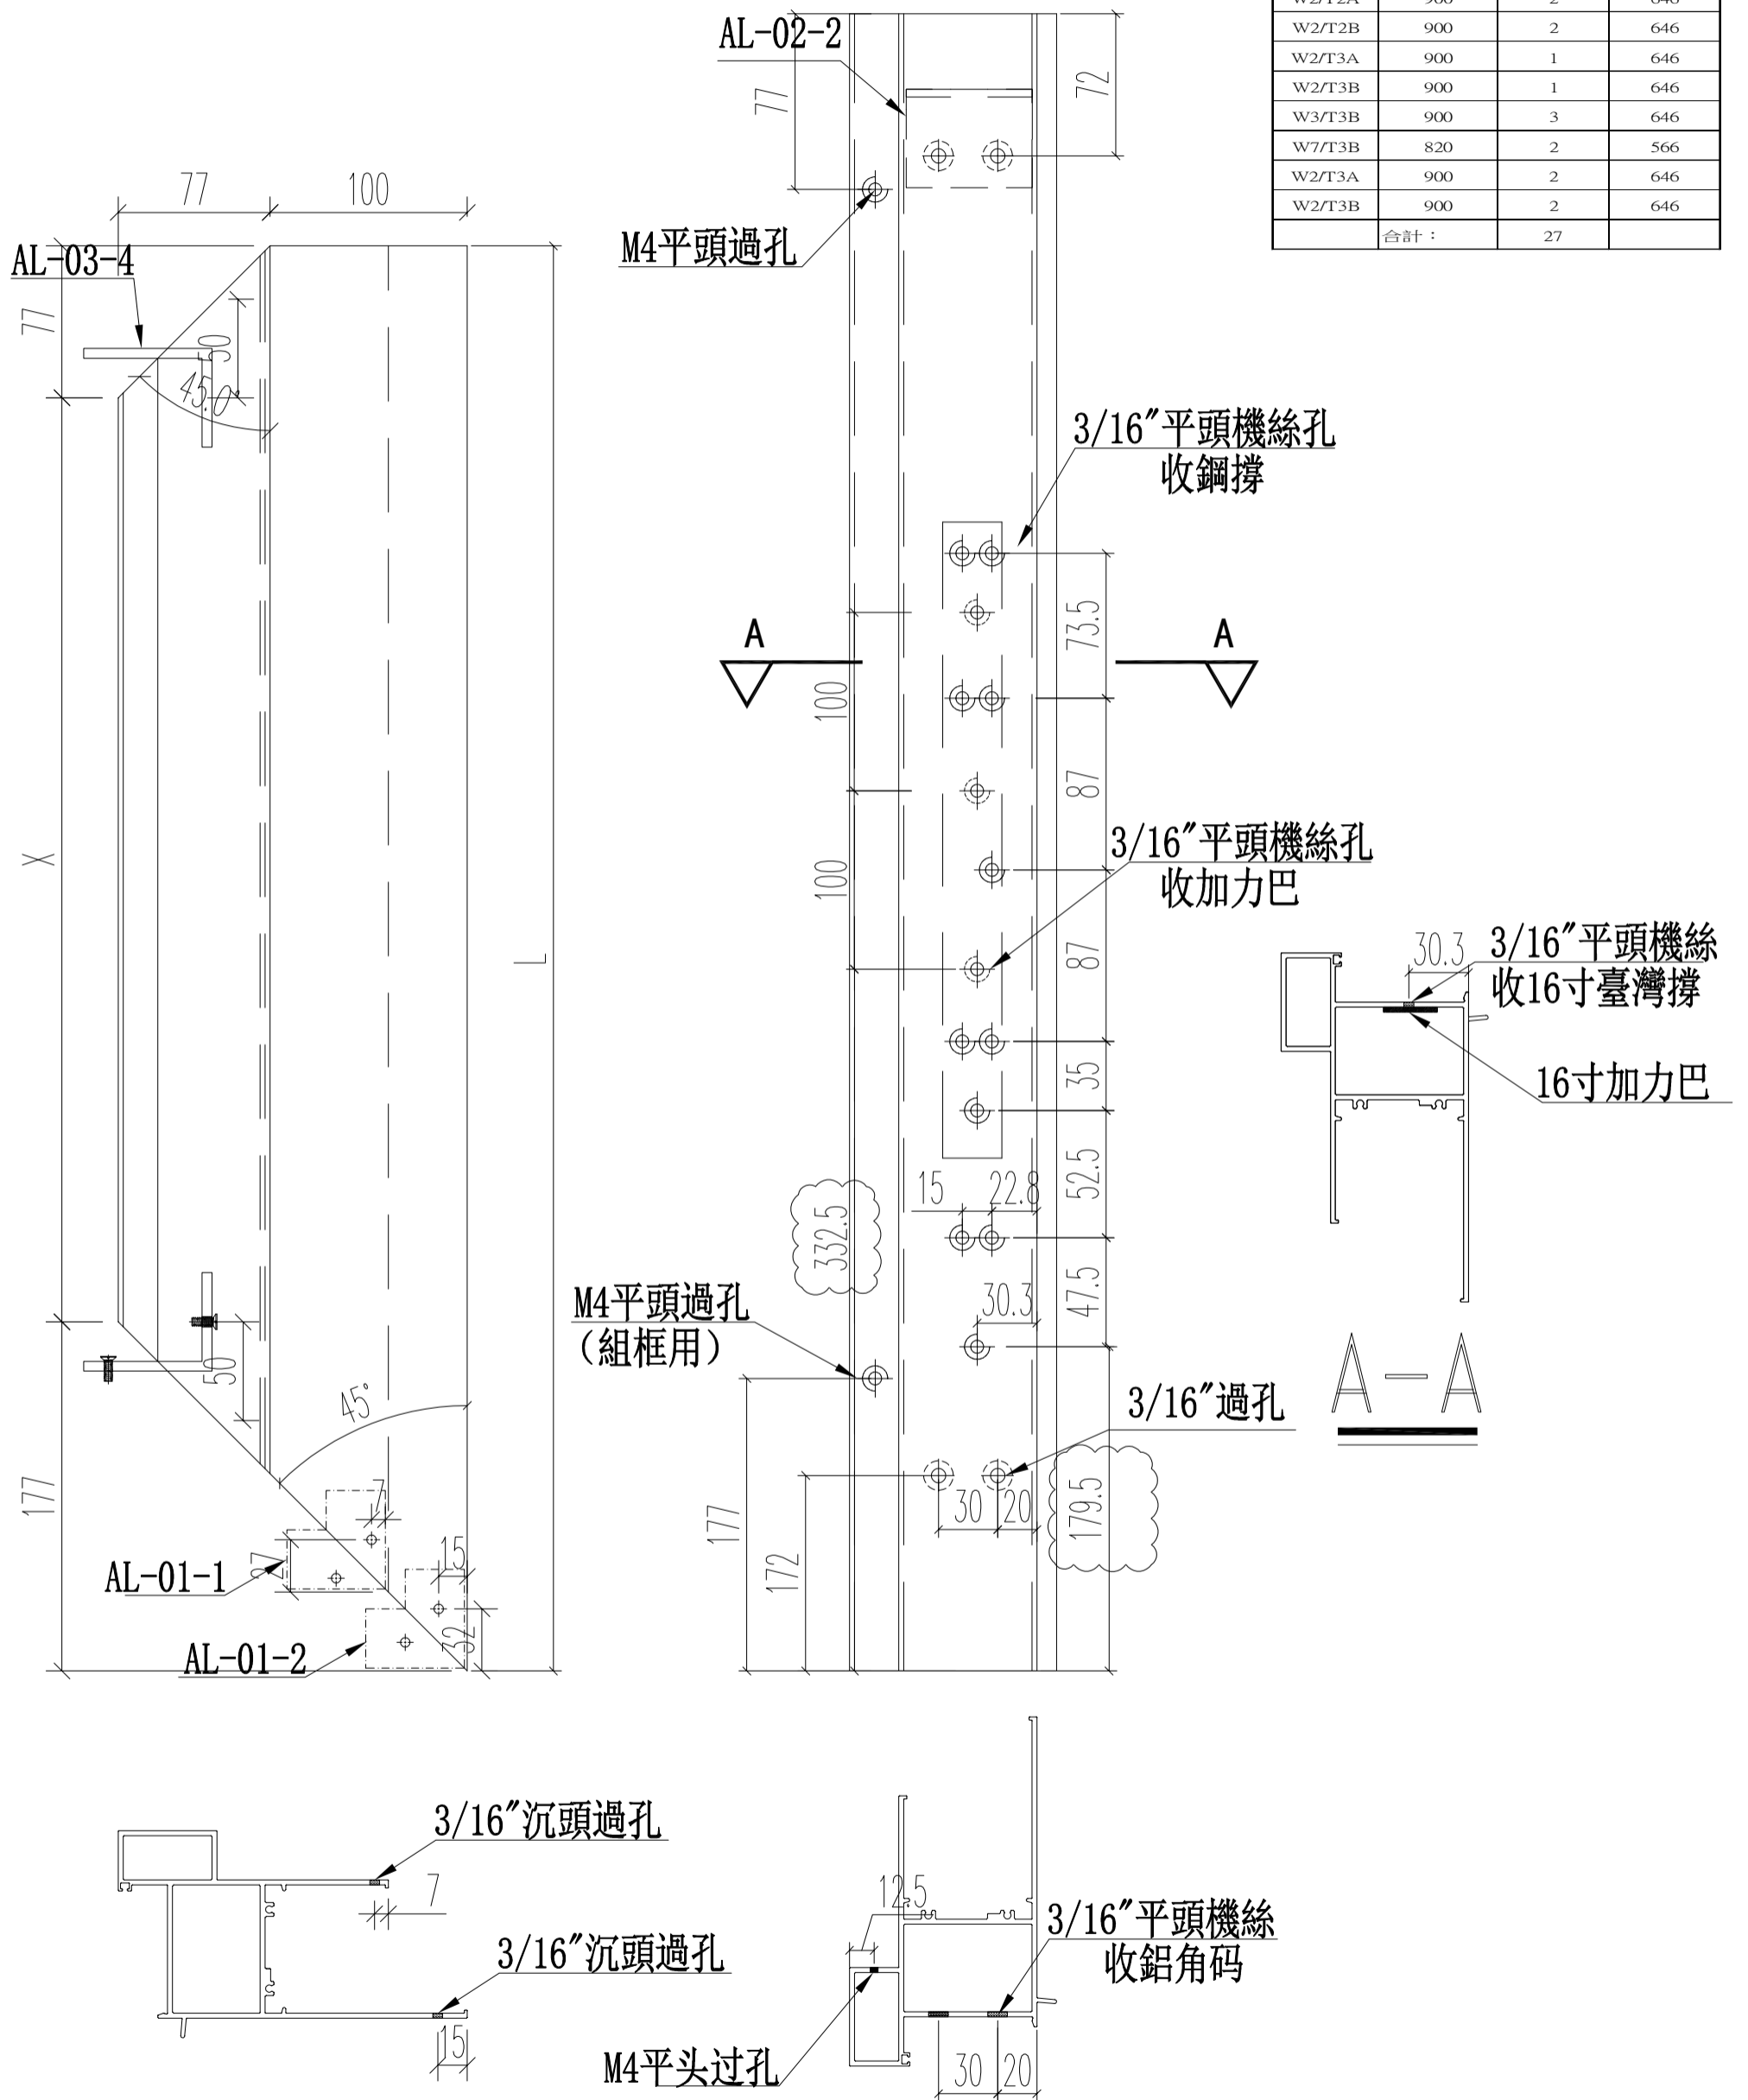 W2/T2A 900 2 646
W2/T2B 900 2 646
W2/T3A 900 1 646
W2/T3B 900 1 646
W3/T3B 900 3 646
W7/T3B 820 2 566
W2/T3A 900 2 646
W2/T3B 900 2 646
合計： 27
AL-02-2
77
72
M4平頭過孔
77
100
AL-03-4
77
50
45.0°
X
L
177
50
45°
7
27
15
32
AL-01-1
AL-01-2
3/16"平頭機絲孔
收鋼撐
A
A
73.5
100
87
100
3/16"平頭機絲孔
收加力巴
87
35
52.5
15
22.8
332.5
47.5
30.3
M4平頭過孔
（組框用）
3/16"過孔
30
20
179.5
177
172
30.3
3/16"平頭機絲
收16寸臺灣撐
16寸加力巴
A-A
3/16"沉頭過孔
7
3/16"沉頭過孔
15
12.5
3/16"平頭機絲
收鋁角码
M4平头过孔
30
20